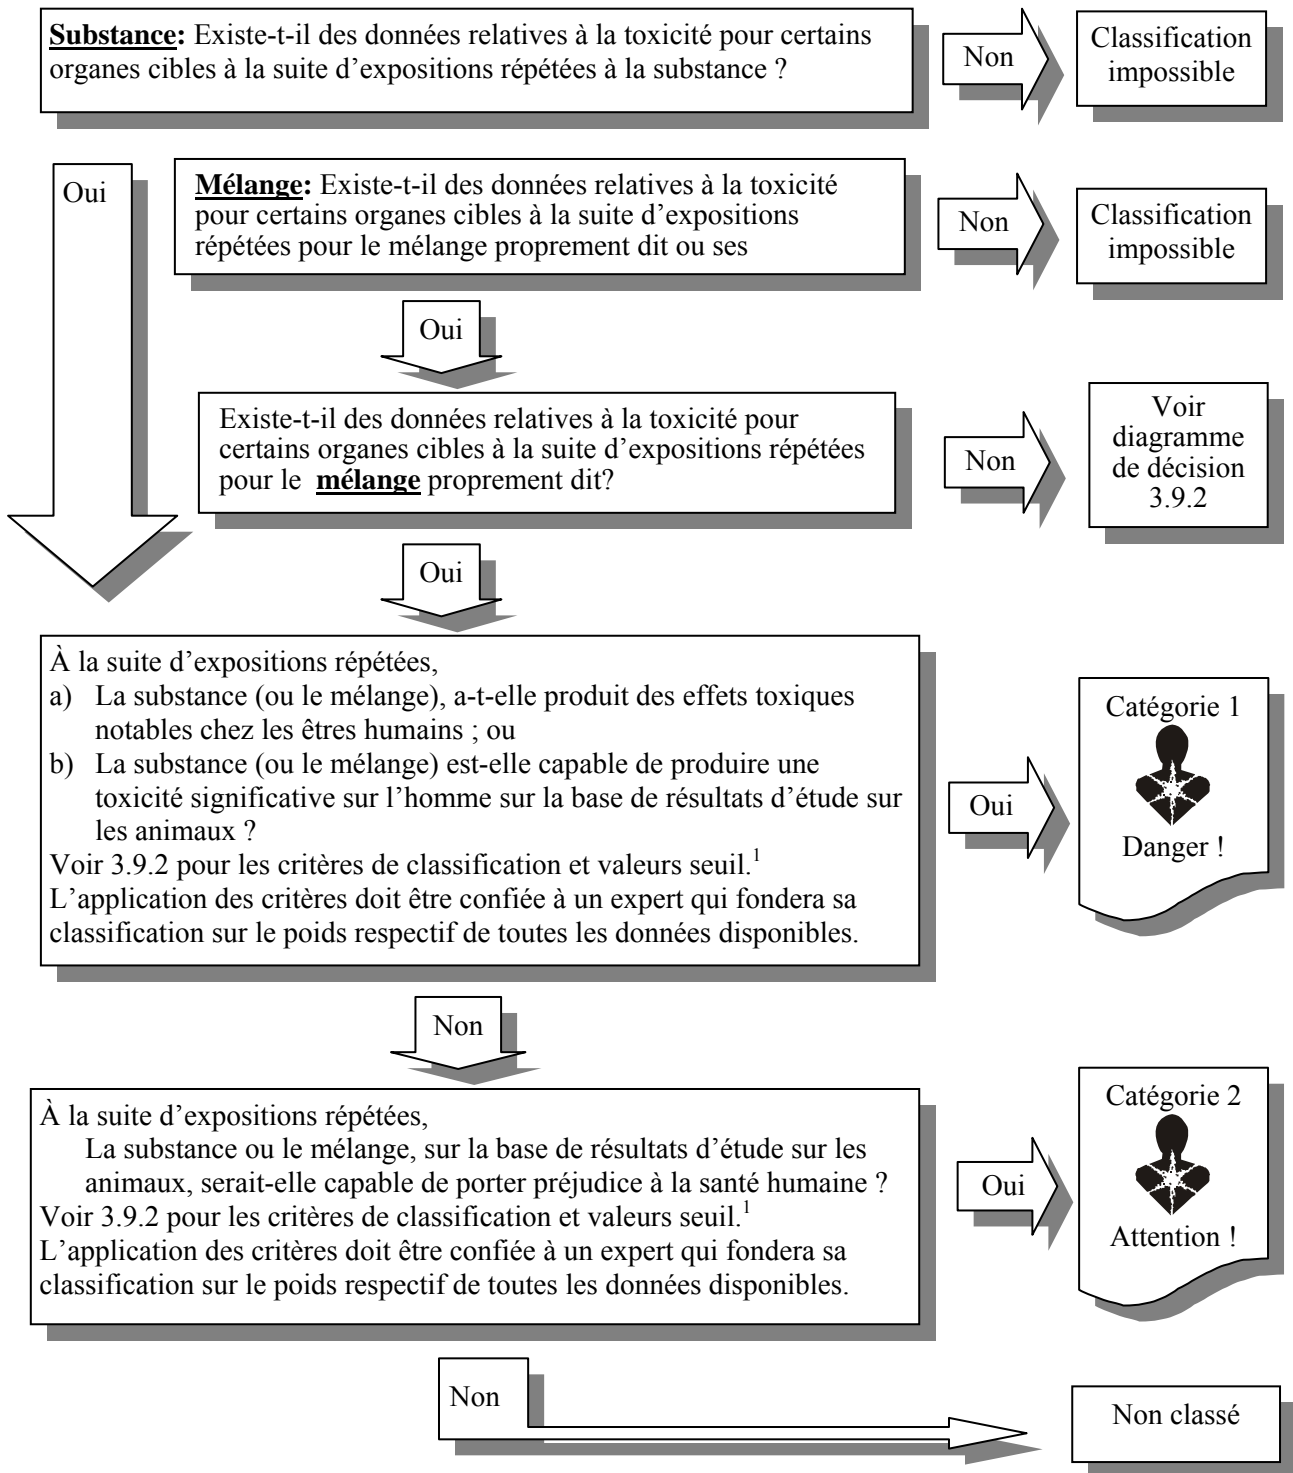 Substance: Existe-t-il des données relatives à la toxicité pour certains
organes cibles à la suite d’expositions répétées à la substance ?
Non
Classification
impossible
Oui
Mélange: Existe-t-il des données relatives à la toxicité
pour certains organes cibles à la suite d’expositions
répétées pour le mélange proprement dit ou ses
Non
Classification
impossible
Oui
Existe-t-il des données relatives à la toxicité pour
certains organes cibles à la suite d’expositions répétées
pour le mélange proprement dit?
Non
Voir
diagramme
de décision
3.9.2
Oui
À la suite d’expositions répétées,
a) La substance (ou le mélange), a-t-elle produit des effets toxiques
notables chez les êtres humains ; ou
b) La substance (ou le mélange) est-elle capable de produire une
toxicité significative sur l’homme sur la base de résultats d’étude sur
les animaux ?
Voir 3.9.2 pour les critères de classification et valeurs seuil.1
L’application des critères doit être confiée à un expert qui fondera sa
classification sur le poids respectif de toutes les données disponibles.
Oui
Catégorie 1
Danger !
Non
À la suite d’expositions répétées,
La substance ou le mélange, sur la base de résultats d’étude sur les
animaux, serait-elle capable de porter préjudice à la santé humaine ?
Voir 3.9.2 pour les critères de classification et valeurs seuil.1
L’application des critères doit être confiée à un expert qui fondera sa
classification sur le poids respectif de toutes les données disponibles.
Oui
Catégorie 2
Attention !
Non
Non classé